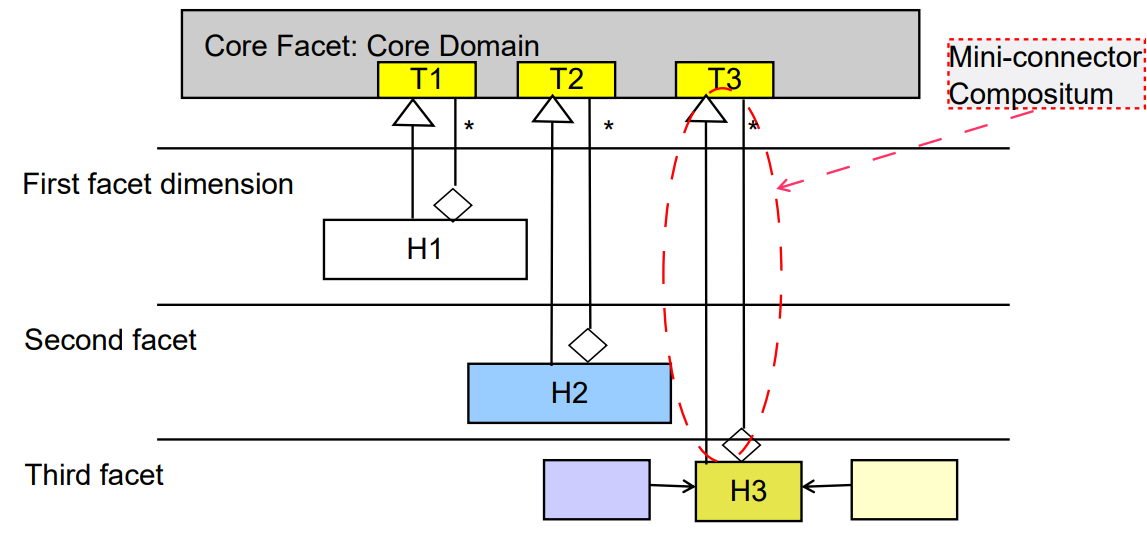 Core Facet: Core Domain
T1
T2
T3
Mini-connector
Compositum
*
*
*
First facet dimension
H1
Second facet
H2
Third facet
H3